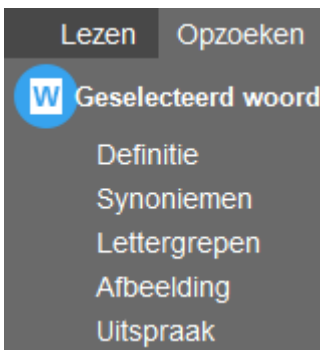 Lezen Opzoeken
W Geselecteerd woord
Definitie
Synoniemen
Lettergrepen
Afbeelding
Uitspraak